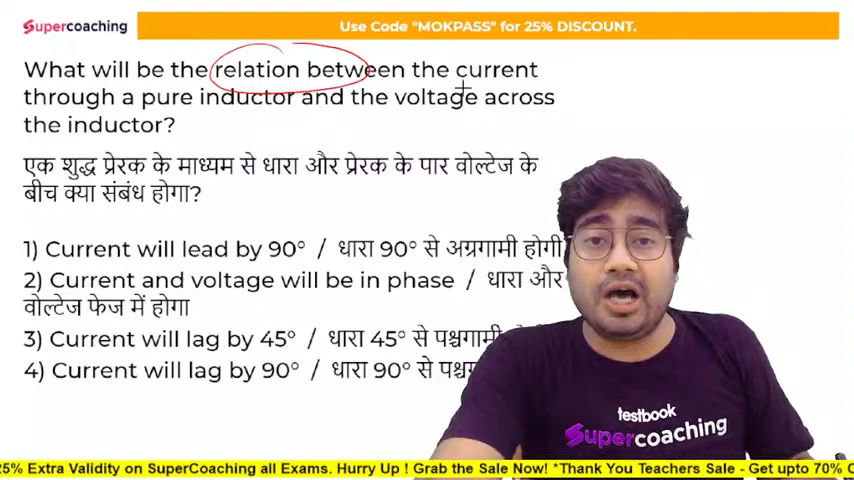 Supercoaching
Use Code "MOKPASS" for 25% DISCOUNT.
What will be the relation between the current
through a pure inductor and the voltage across
the inductor?
एक शुद्ध प्रेरक के माध्यम से धारा और प्रेरक के पार वोल्टेज के
बीच क्या संबंध होगा?
1) Current will lead by 90° / धारा 90° से अग्रगामी होगी
2) Current and voltage will be in phase / धारा और
वोल्टेज फेज में होगा
3) Current will lag by 45° / धारा 45° से पश्चगामी
4) Current will lag by 90° / धारा 90° से
testbook
Supercoaching
25% Extra Validity on SuperCoaching all Exams. Hurry Up ! Grab the Sale Now! *Thank You Teachers Sale - Get upto 70%